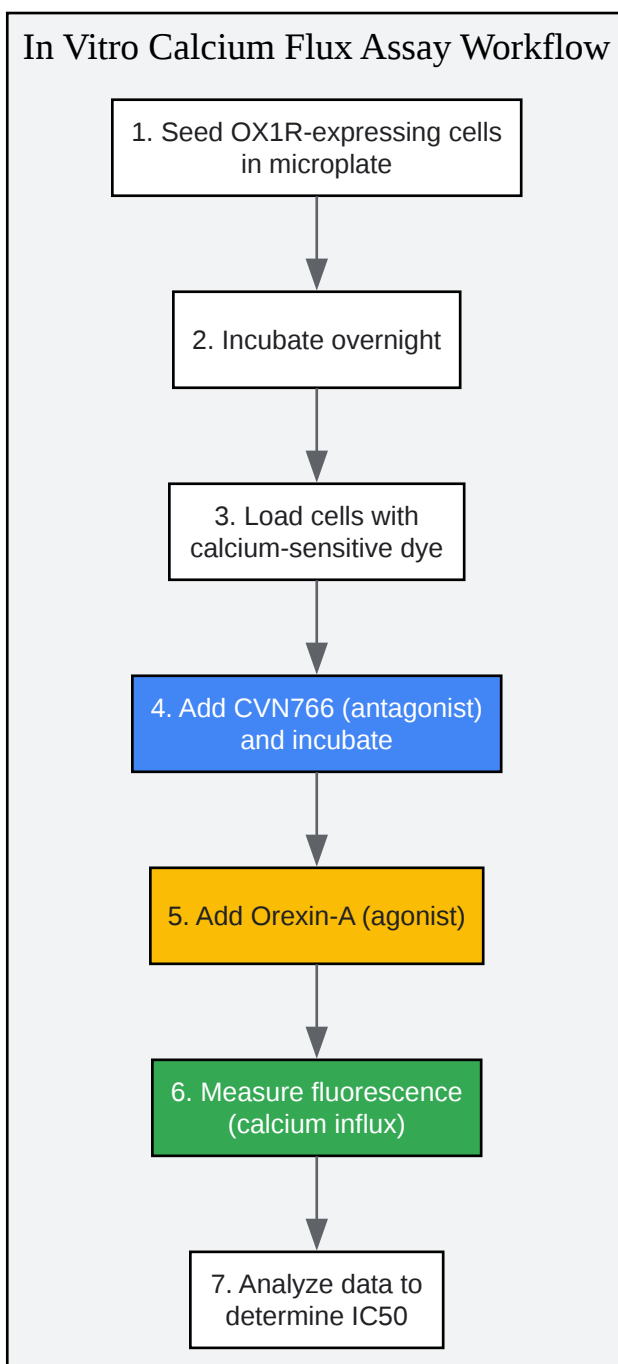 In Vitro Calcium Flux Assay Workflow
1. Seed OX1R-expressing cells
in microplate
2. Incubate overnight
3. Load cells with
calcium-sensitive dye
4. Add CVN766 (antagonist)
and incubate
5. Add Orexin-A (agonist)
6. Measure fluorescence
(calcium influx)
7. Analyze data to
determine IC50